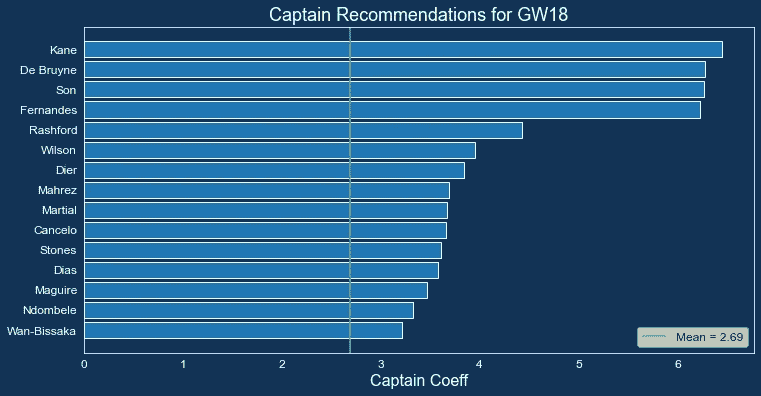 Captain Recommendations for GW18
Kane
De Bruyne
Son
Fernandes
Rashford
Wilson
Dier
Mahrez
Martial
Cancelo
Stones
Dias
Maguire
Ndombele
Wan-Bissaka
Mean = 2.69
0 1 2 3 4 5 6
Captain Coeff